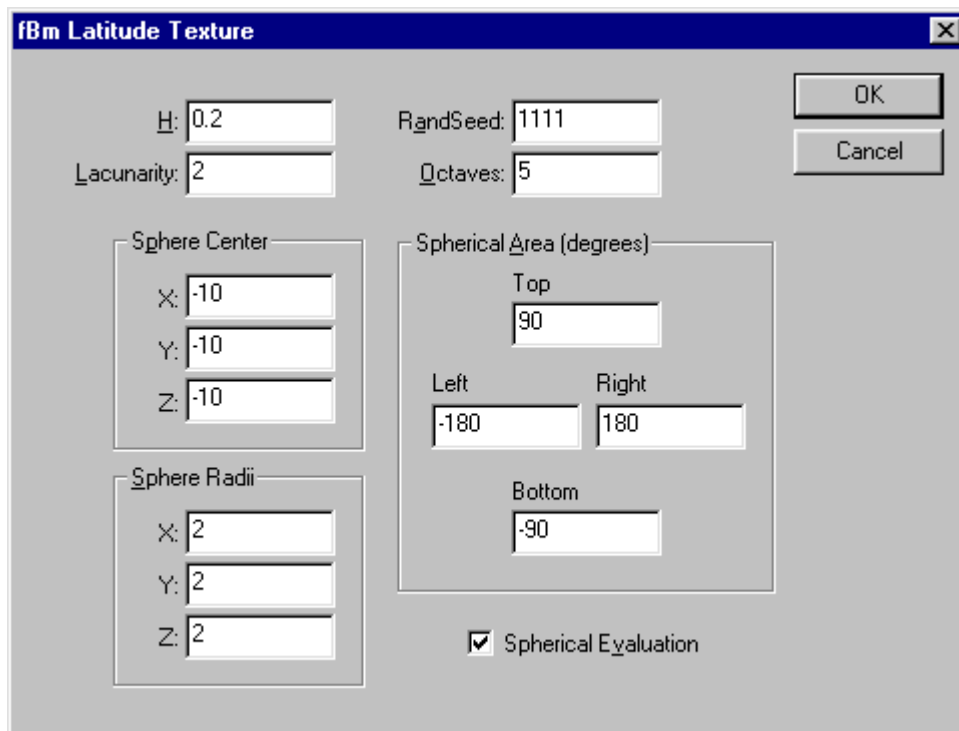 fBm Latitude Texture
H: 0.2
RandSeed: 1111
OK
Lacunarity: 2
Octaves: 5
Cancel
Sphere Center
X: -10
Y: -10
Z: -10
Spherical Area (degrees)
Top
90
Left
Right
-180
180
Bottom
-90
Sphere Radii
X: 2
Y: 2
Z: 2
Spherical Evaluation